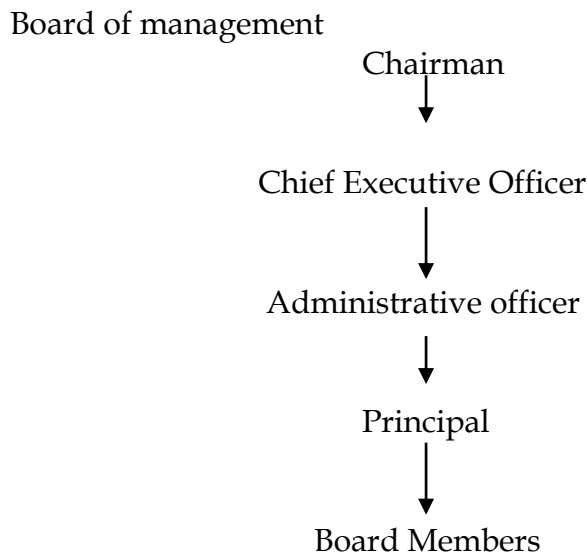 Board of management
Chairman
Chief Executive Officer
Administrative officer
Principal
Board Members